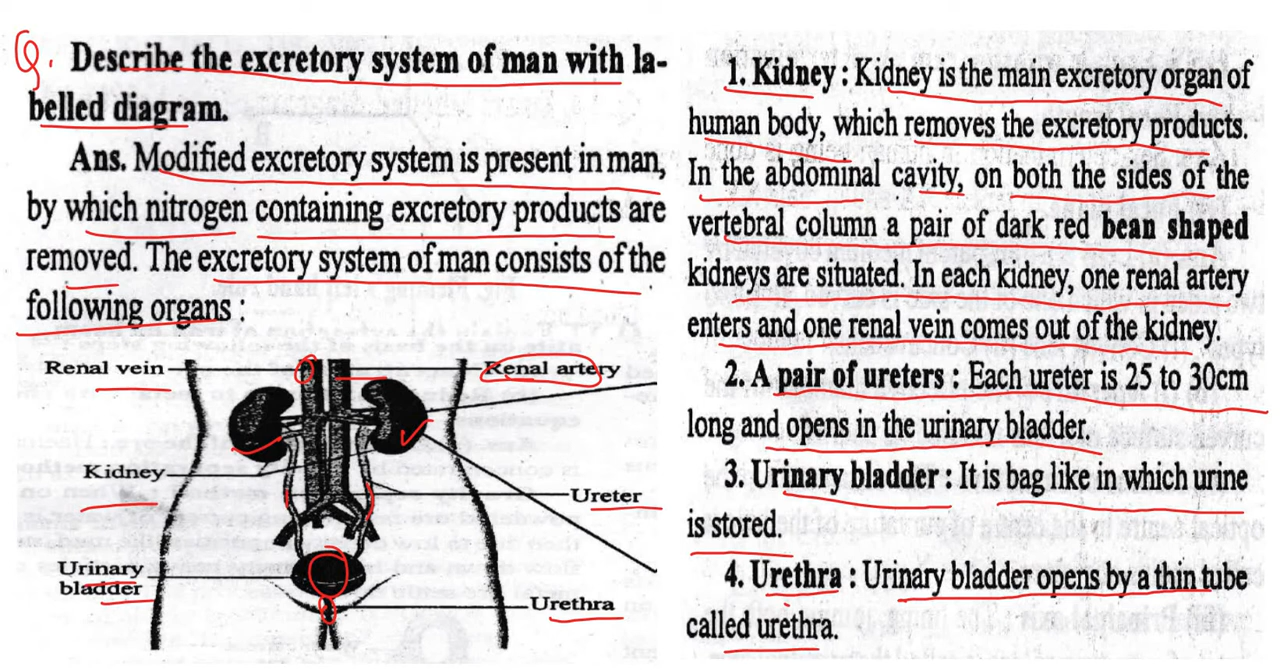 Q. Describe the excretory system of man with la-
belled diagram.
Ans. Modified excretory system is present in man,
by which nitrogen containing excretory products are
removed. The excretory system of man consists of the
following organs :
Renal vein
Renal artery
Kidney
Ureter
Urinary
bladder
Urethra
1. Kidney : Kidney is the main excretory organ of
human body, which removes the excretory products.
In the abdominal cavity, on both the sides of the
vertebral column a pair of dark red bean shaped
kidneys are situated. In each kidney, one renal artery
enters and one renal vein comes out of the kidney.
2. A pair of ureters : Each ureter is 25 to 30cm
long and opens in the urinary bladder.
3. Urinary bladder : It is bag like in which urine
is stored.
4. Urethra : Urinary bladder opens by a thin tube
called urethra.